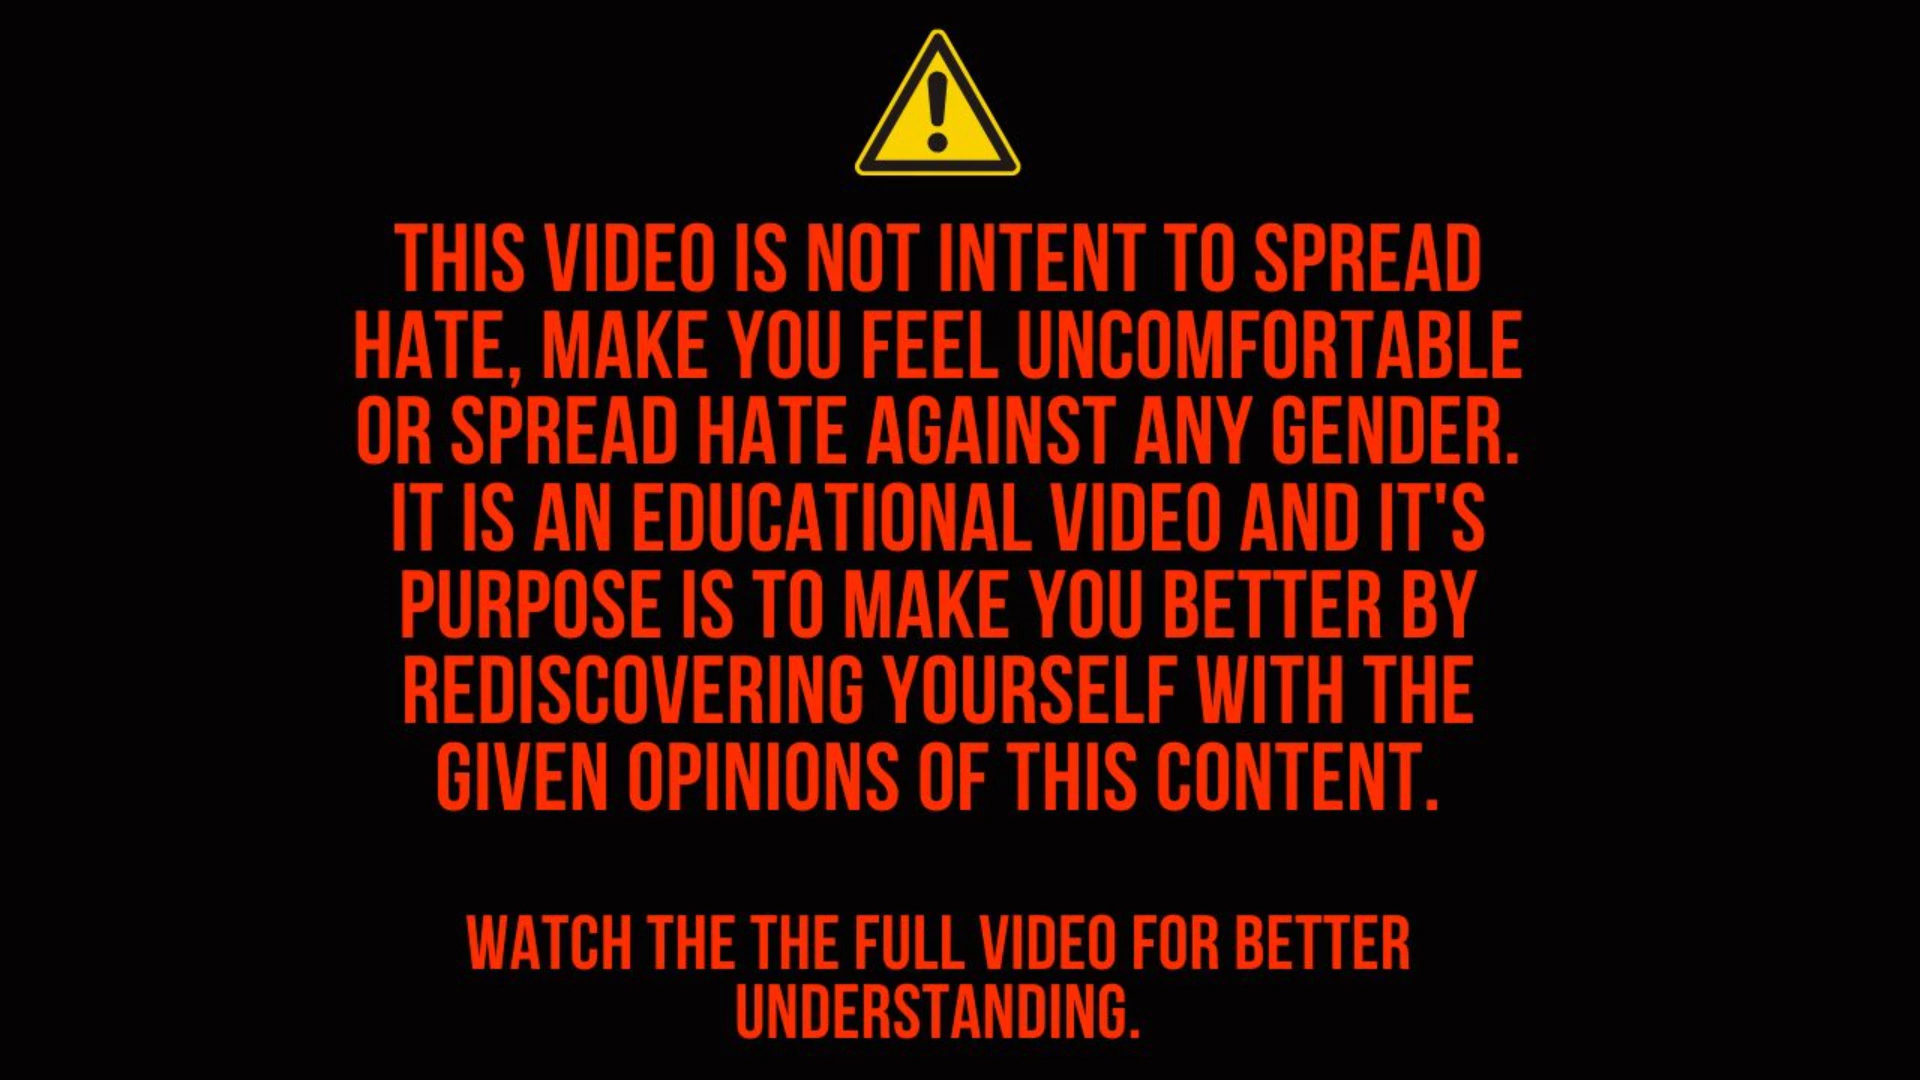 THIS VIDEO IS NOT INTENT TO SPREAD
HATE, MAKE YOU FEEL UNCOMFORTABLE
OR SPREAD HATE AGAINST ANY GENDER.
IT IS AN EDUCATIONAL VIDEO AND IT'S
PURPOSE IS TO MAKE YOU BETTER BY
REDISCOVERING YOURSELF WITH THE
GIVEN OPINIONS OF THIS CONTENT.
WATCH THE THE FULL VIDEO FOR BETTER
UNDERSTANDING.